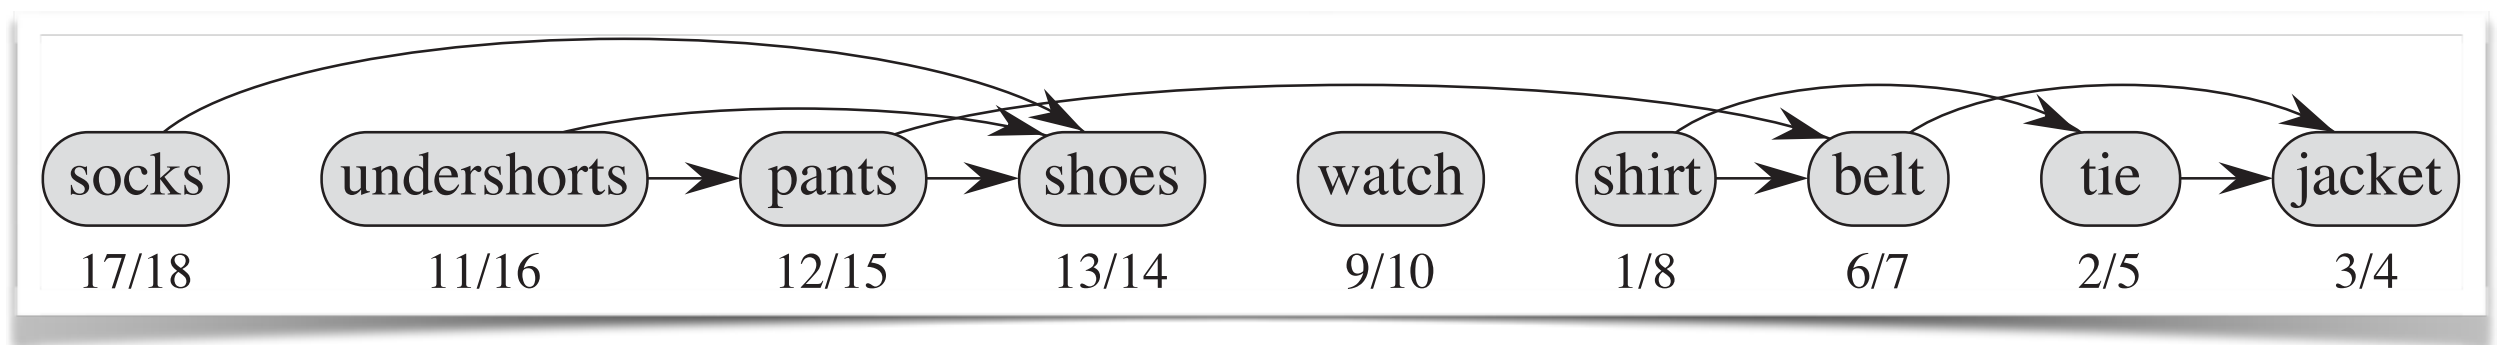 socks undershorts pants shoes watch shirt belt tie jacket
17/18 11/16 12/15 13/14 9/10 1/8 6/7 2/5 3/4